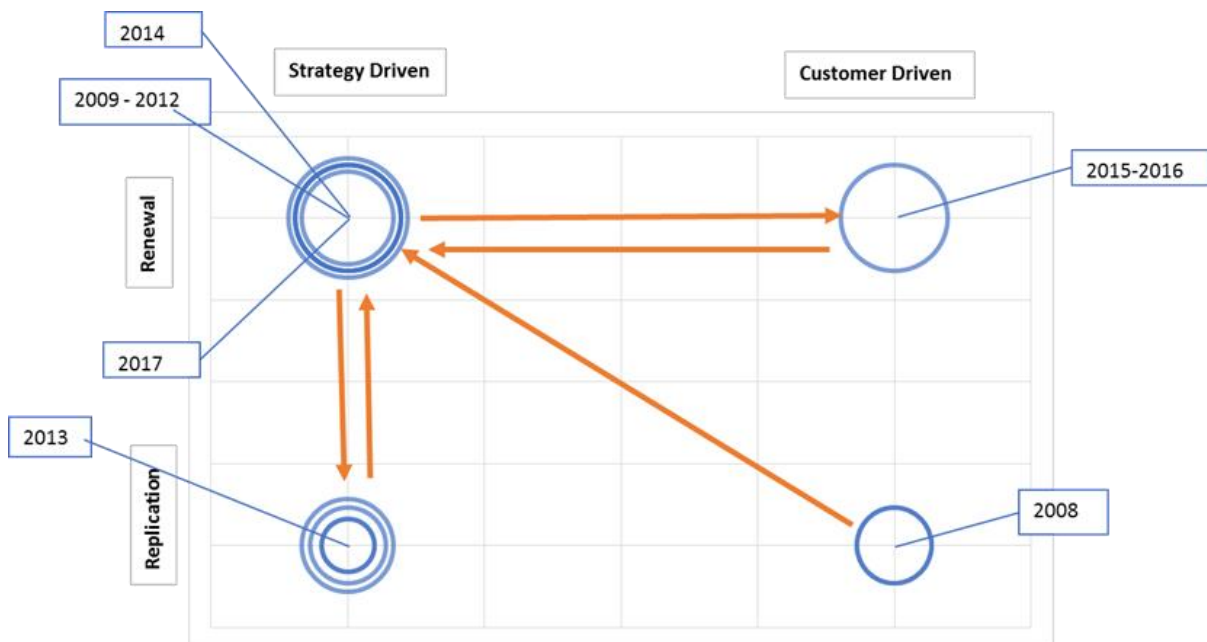 2014
Strategy Driven
Customer Driven
2009 - 2012
2015-2016
Renewal
2017
2013
Replication
2008